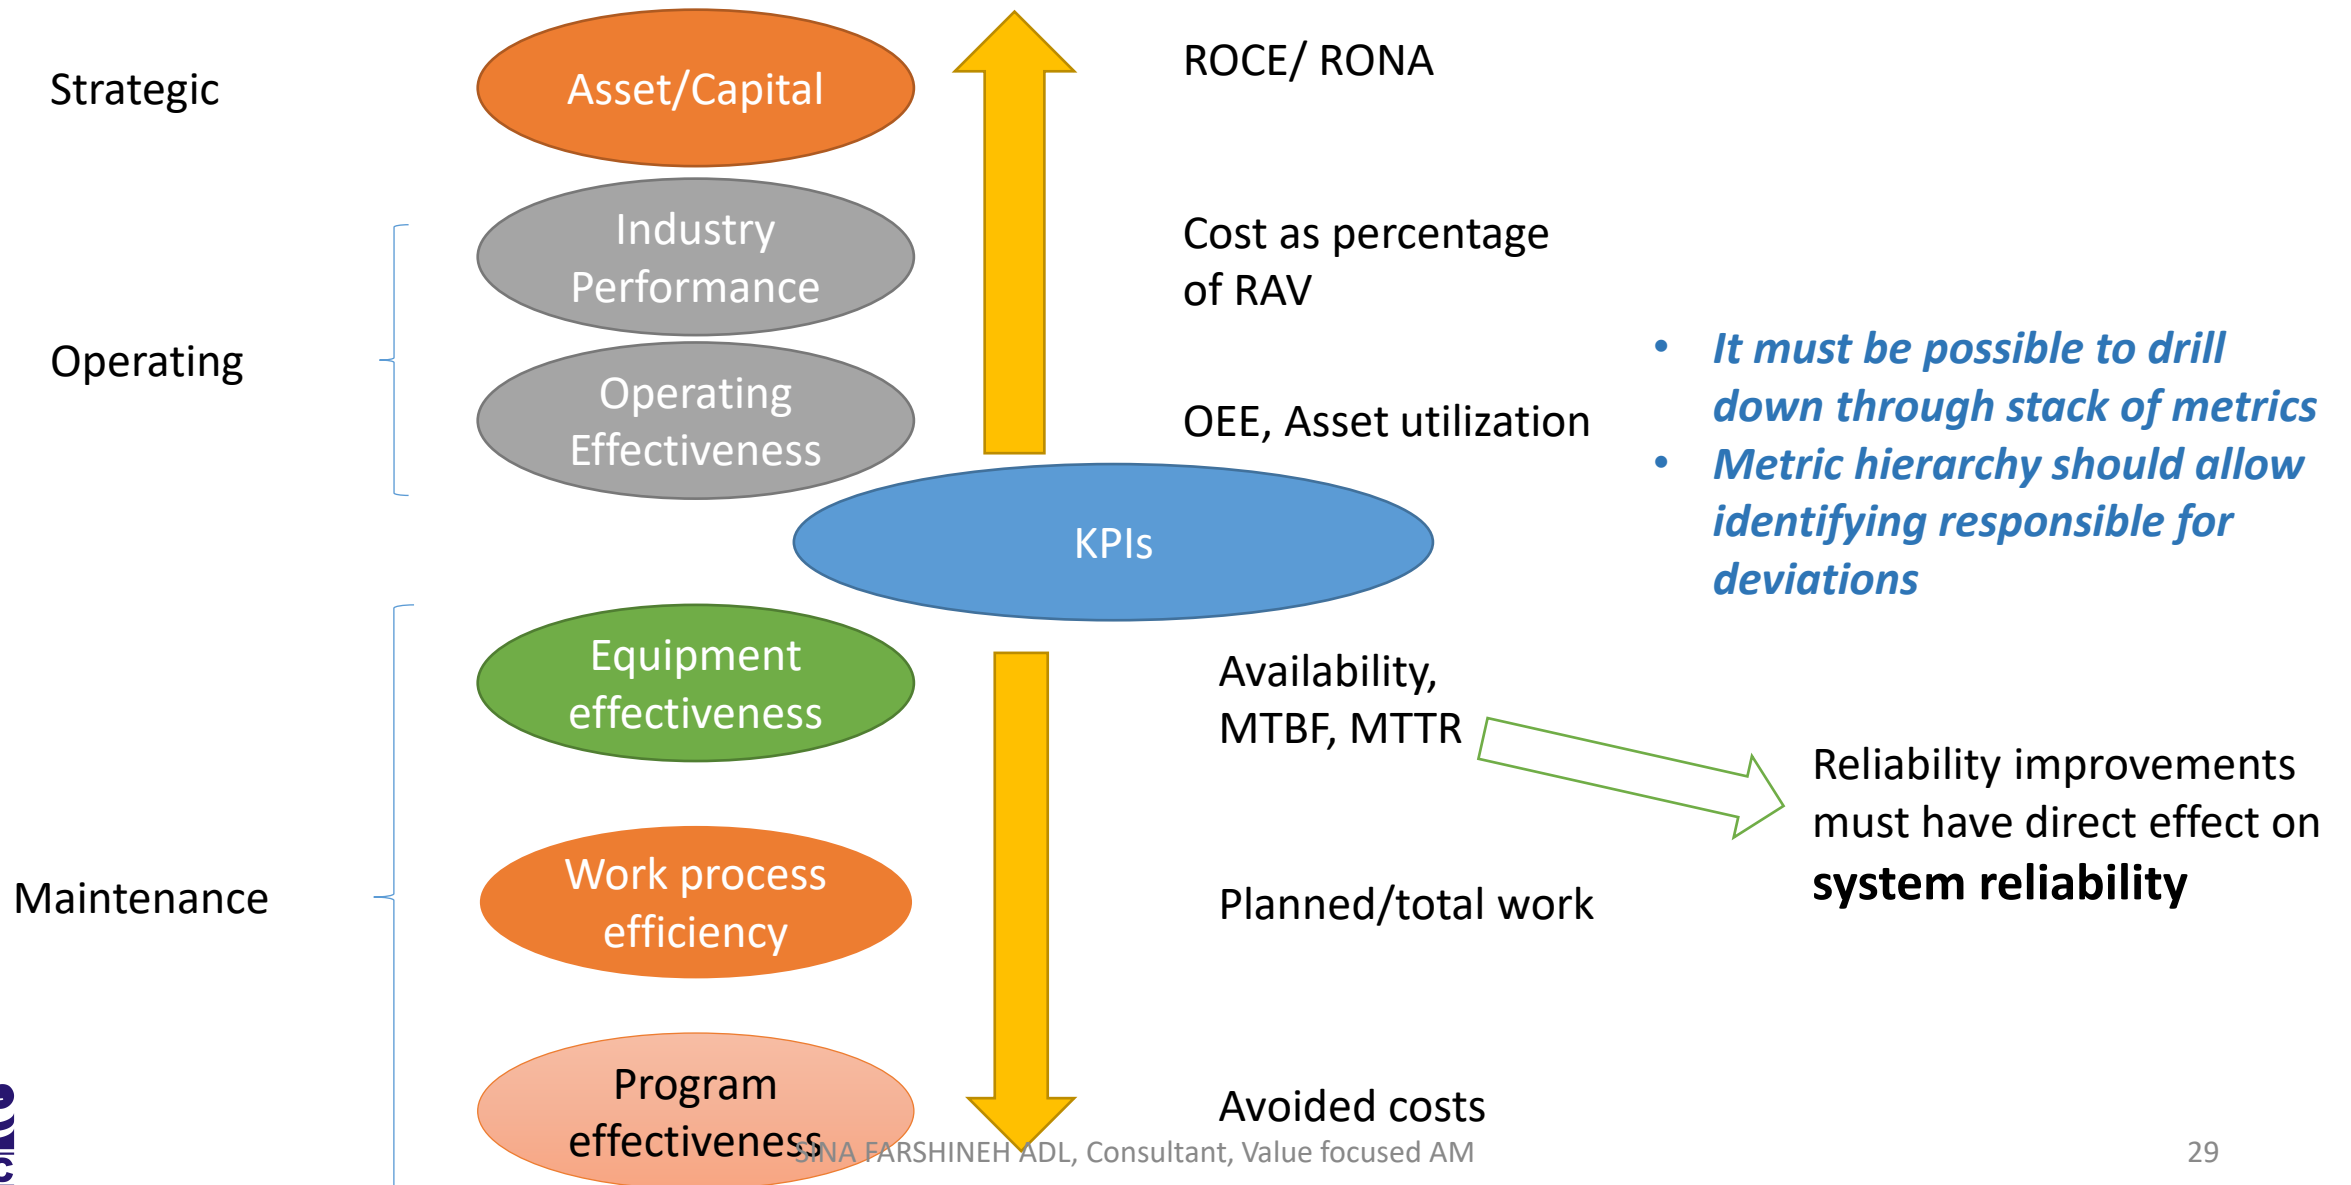 Strategic
Asset/Capital
ROCE/ RONA
Industry
Performance
Cost as percentage
of RAV
Operating
Operating
Effectiveness
OEE, Asset utilization
• It must be possible to drill
down through stack of metrics
• Metric hierarchy should allow
identifying responsible for
deviations
KPIs
Equipment
effectiveness
Availability,
MTBF, MTTR
Reliability improvements
must have direct effect on
system reliability
Maintenance
Work process
efficiency
Planned/total work
Program
effectiveness
Avoided costs
SINA FARSHINEH ADL, Consultant, Value focused AM
29